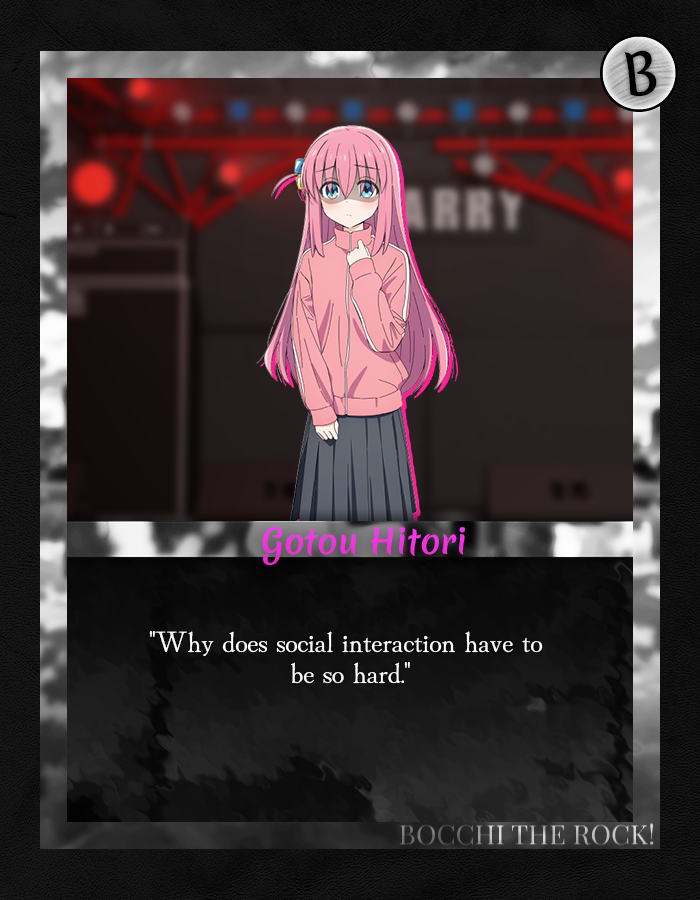 B
ARRY
Gotou Hitori
"Why does social interaction have to
be so hard."
BOCCHI THE ROCK!